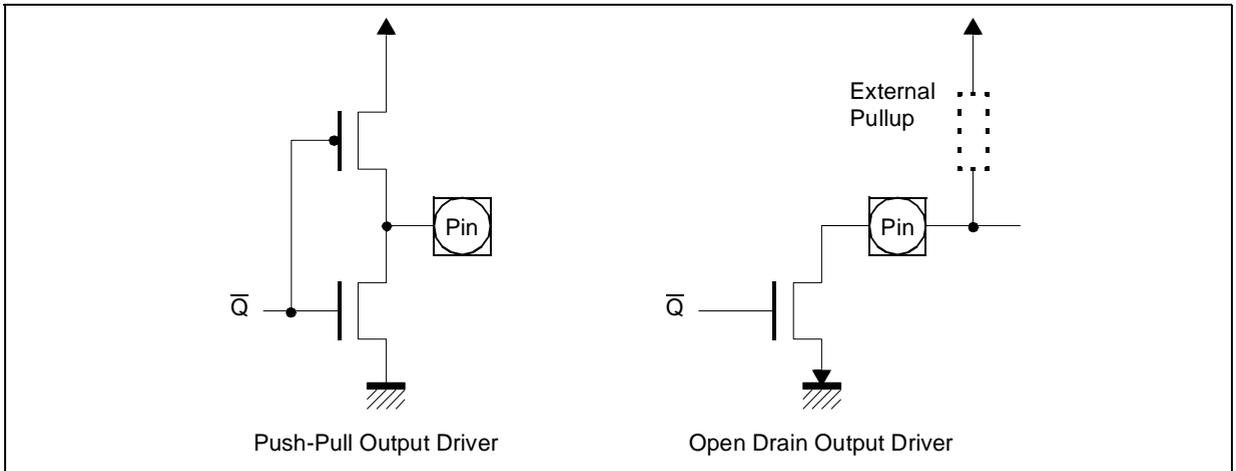 Pin
Q̅
Push-Pull Output Driver
External
Pullup
Pin
Q̅
Open Drain Output Driver